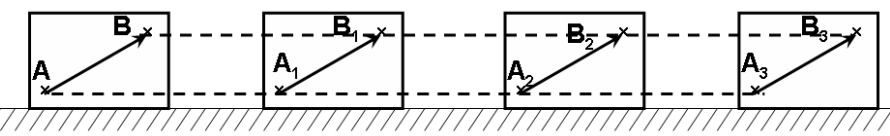 B B₁ B₂ B₃
A A₁ A₂ A₃